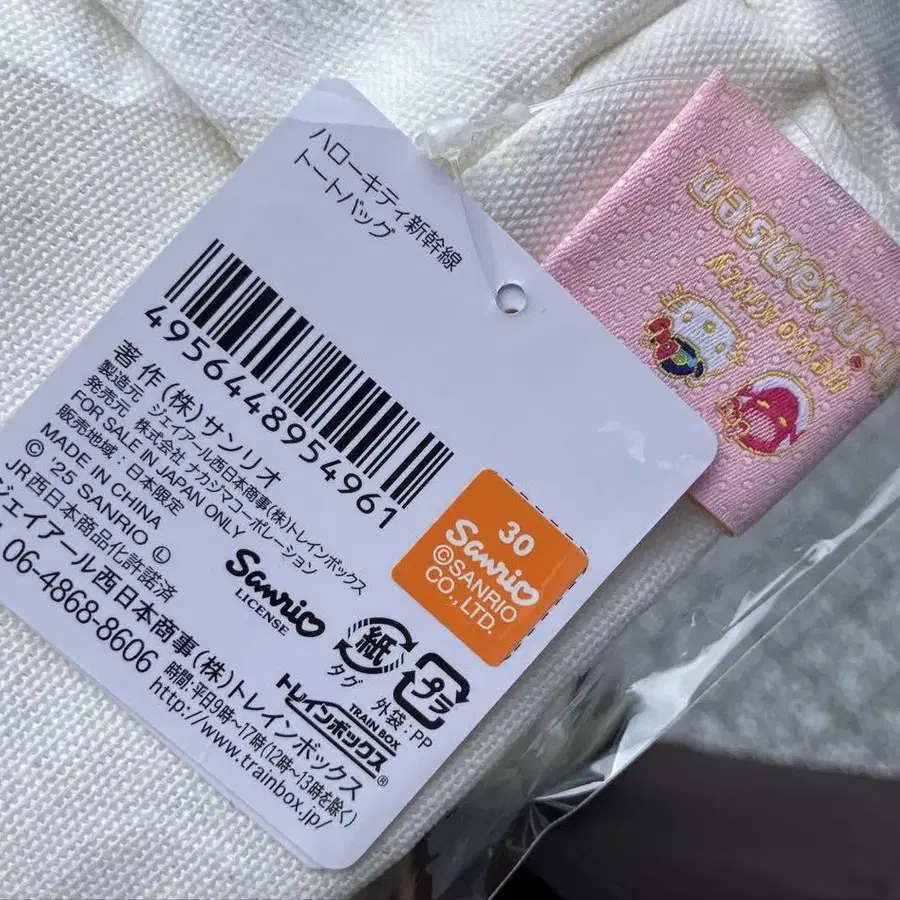 ハローキティ新幹線
トートバッグ
4956448954961
著作(株)サンリオ
製造元 ジェイアール西日本商事(株)トレインボックス
発売元 株式会社 ナカジマコーポレーション
販売地域:日本限定
FOR SALE IN JAPAN ONLY
MADE IN CHINA
© '25 SANRIO Ⓛ
JR西日本商品化許諾済
ジェイアール西日本商事(株)トレインボックス
06-4868-8606
時間:平日9時~17時(12時~13時を除く)
http://www.trainbox.jp/
Sanrio
LICENSE
紙
タグ
プラ
外袋:PP
TRAIN BOX
トレインボックス®
30
Sanrio
©SANRIO
CO.,LTD.
HELLO KITTY